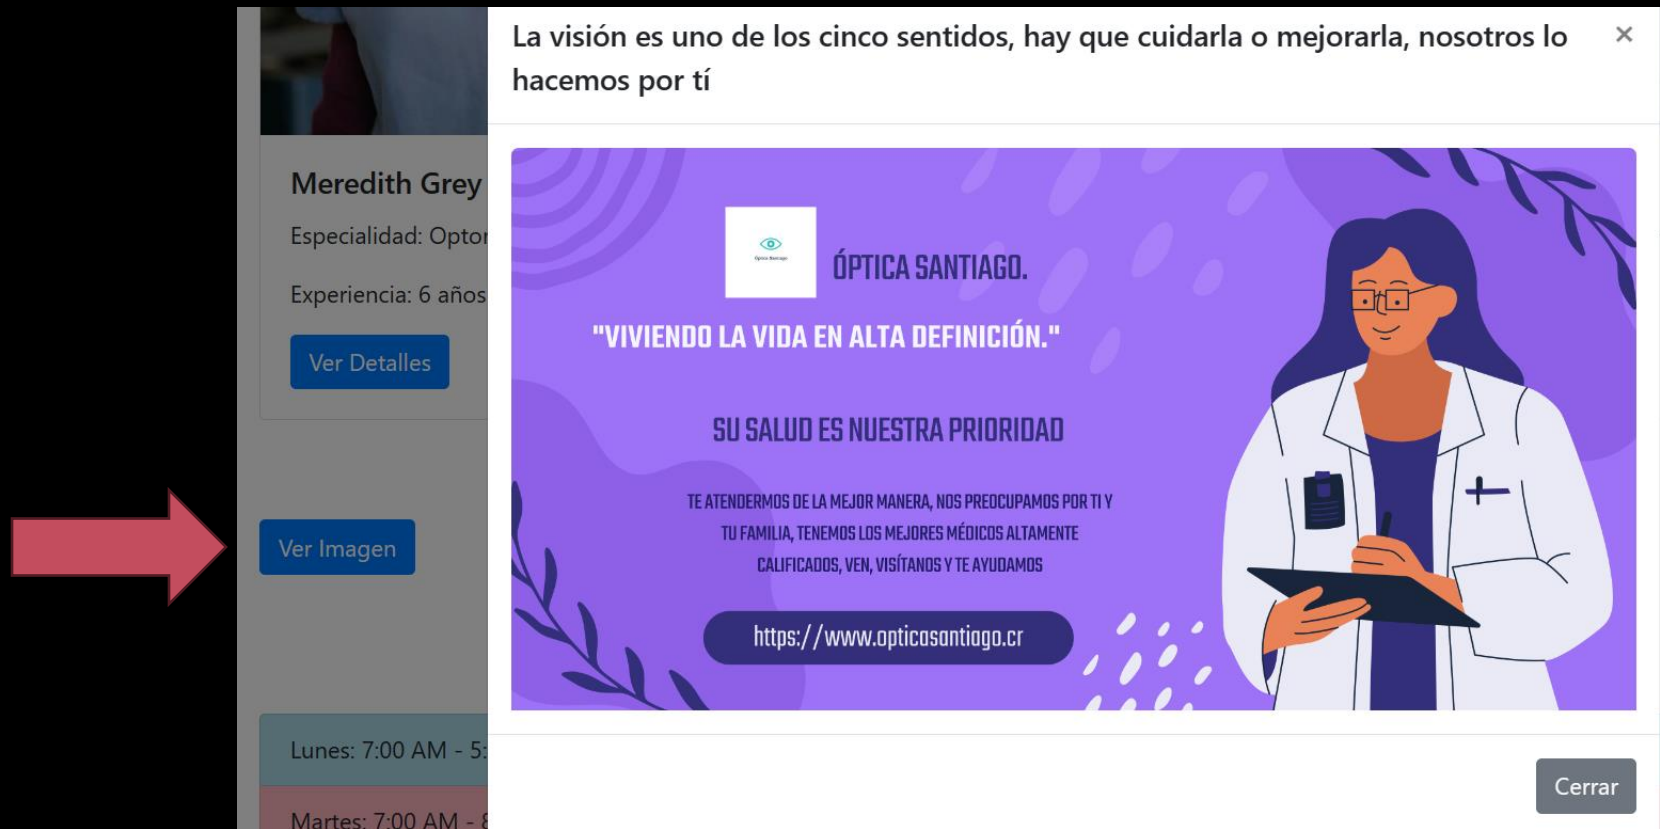 La visión es uno de los cinco sentidos, hay que cuidarla o mejorarla, nosotros lo
hacemos por tí
×
Meredith Grey
Especialidad:
Experiencia: 6 años
Ver Detalles
Ver Imagen
Lunes: 7:00 AM - 5:
Martes: 7:00 AM -
Óptica Santiago
ÓPTICA SANTIAGO.
"VIVIENDO LA VIDA EN ALTA DEFINICIÓN."
SU SALUD ES NUESTRA PRIORIDAD
TE ATENDERMOS DE LA MEJOR MANERA, NOS PREOCUPAMOS POR TI Y
TU FAMILIA, TENEMOS LOS MEJORES MÉDICOS ALTAMENTE
CALIFICADOS, VEN, VISÍTANOS Y TE AYUDAMOS
https://www.opticasantiago.cr
Cerrar